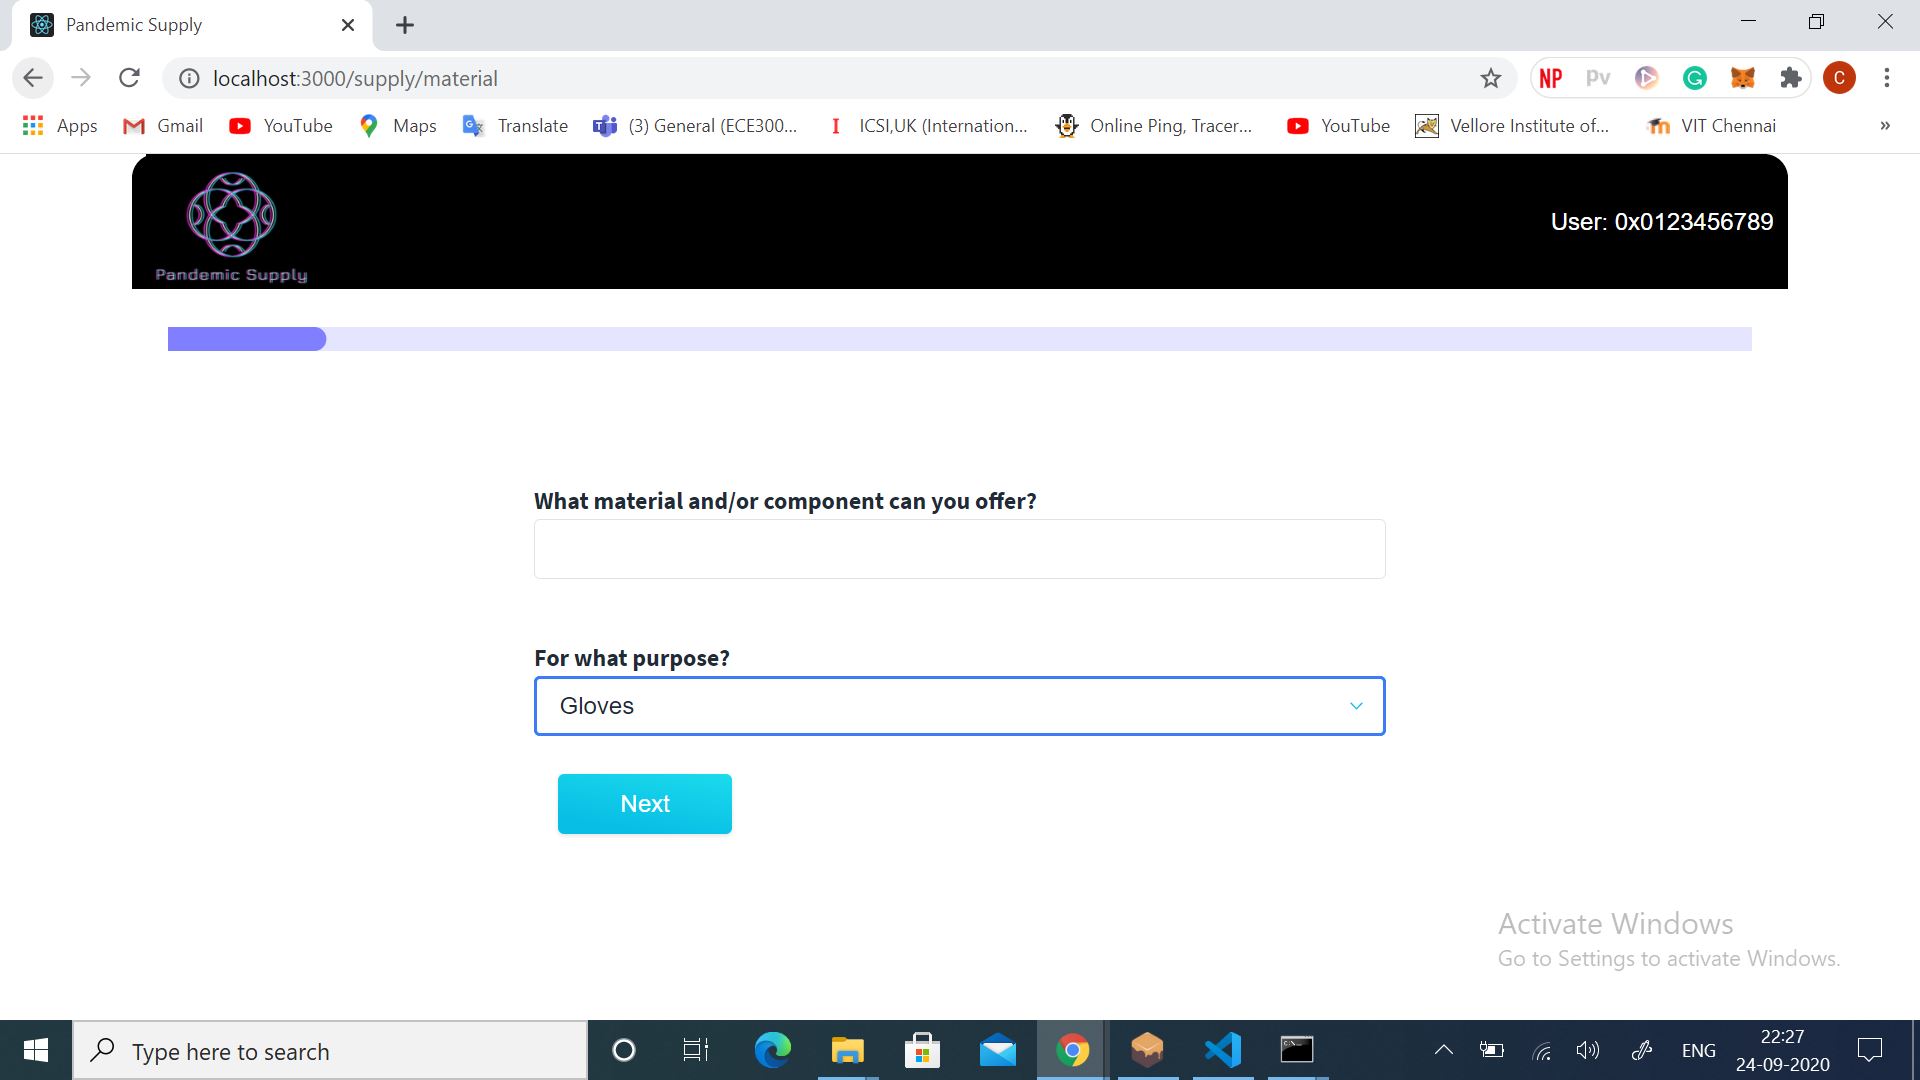 Pandemic Supply
localhost:3000/supply/material
NP Pv G C
Apps Gmail YouTube Maps Translate (3) General (ECE300... ICSI,UK (Internation... Online Ping, Tracer... YouTube Vellore Institute of... VIT Chennai »
Pandemic Supply
User: 0x0123456789
What material and/or component can you offer?
For what purpose?
Gloves
Next
Activate Windows
Go to Settings to activate Windows.
Type here to search
ENG
22:27
24-09-2020